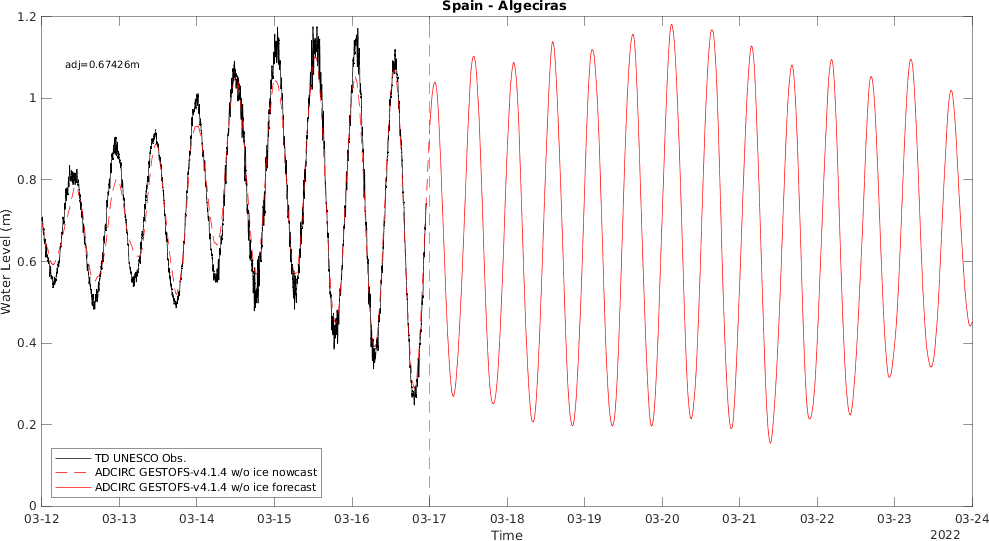 Spain - Algeciras
1.2
1
0.8
0.6
0.4
0.2
0
Water Level (m)
adj=0.67426m
TD UNESCO Obs.
ADCIRC GESTOFS-v4.1.4 w/o ice nowcast
ADCIRC GESTOFS-v4.1.4 w/o ice forecast
03-12 03-13 03-14 03-15 03-16 03-17 03-18 03-19 03-20 03-21 03-22 03-23 03-24
Time
2022